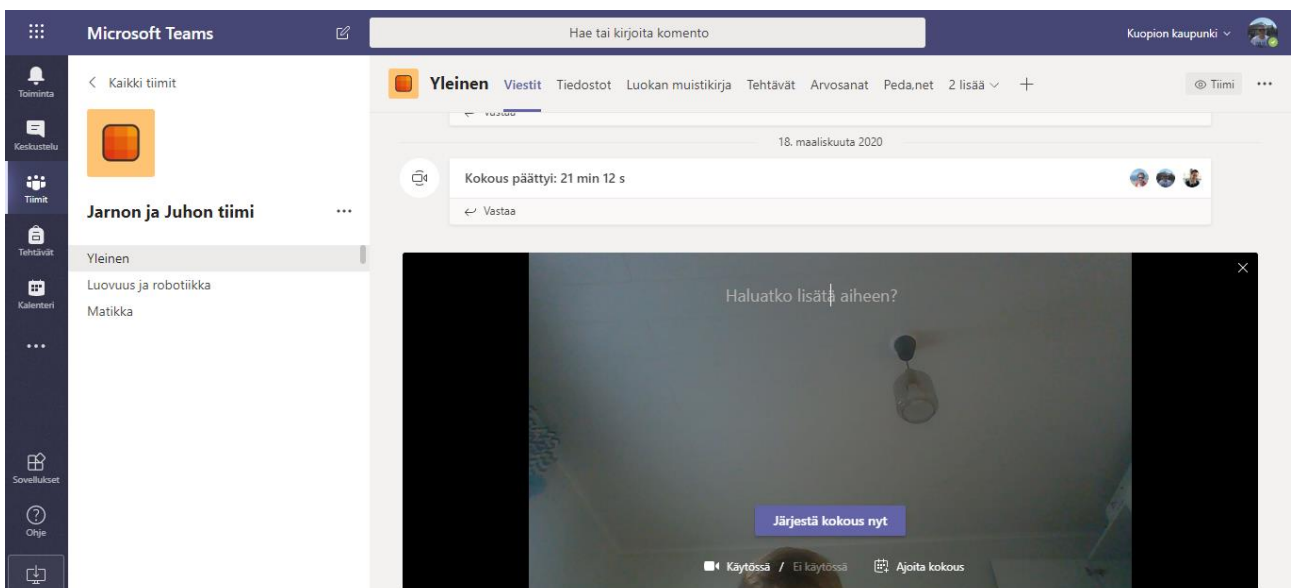 Microsoft Teams
Hae tai kirjoita komento
Kuopion kaupunki
Toiminta
Keskustelu
Tiimit
Tehtävät
Kalenteri
Sovellukset
Ohje
Kaikki tiimit
Jarnon ja Juhon tiimi
Yleinen
Luovuus ja robotiikka
Matikka
Yleinen Viestit Tiedostot Luokan muistikirja Tehtävät Arvosanat Peda,net 2 lisää
Tiimi
Vastaa
18. maaliskuuta 2020
Kokous päättyi: 21 min 12 s
Vastaa
Haluatko lisätä aiheen?
Järjestä kokous nyt
Käytössä / Ei käytössä Ajoita kokous